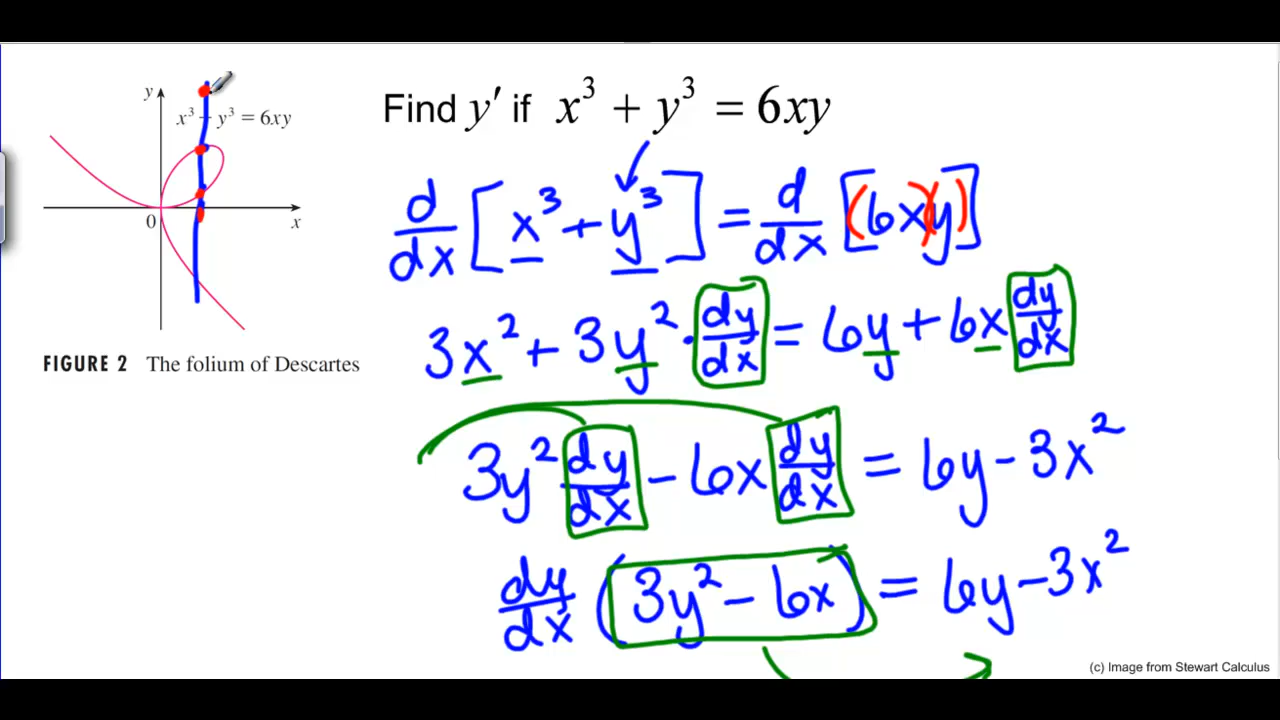 Find y′ if x³ + y³ = 6xy
y
x³ + y³ = 6xy
0
x
FIGURE 2 The folium of Descartes
d/dx [x³ + y³] = d/dx [(6x)(y)]
3x² + 3y² · dy/dx = 6y + 6x dy/dx
3y² dy/dx − 6x dy/dx = 6y − 3x²
dy/dx (3y² − 6x) = 6y − 3x²
(c) Image from Stewart Calculus